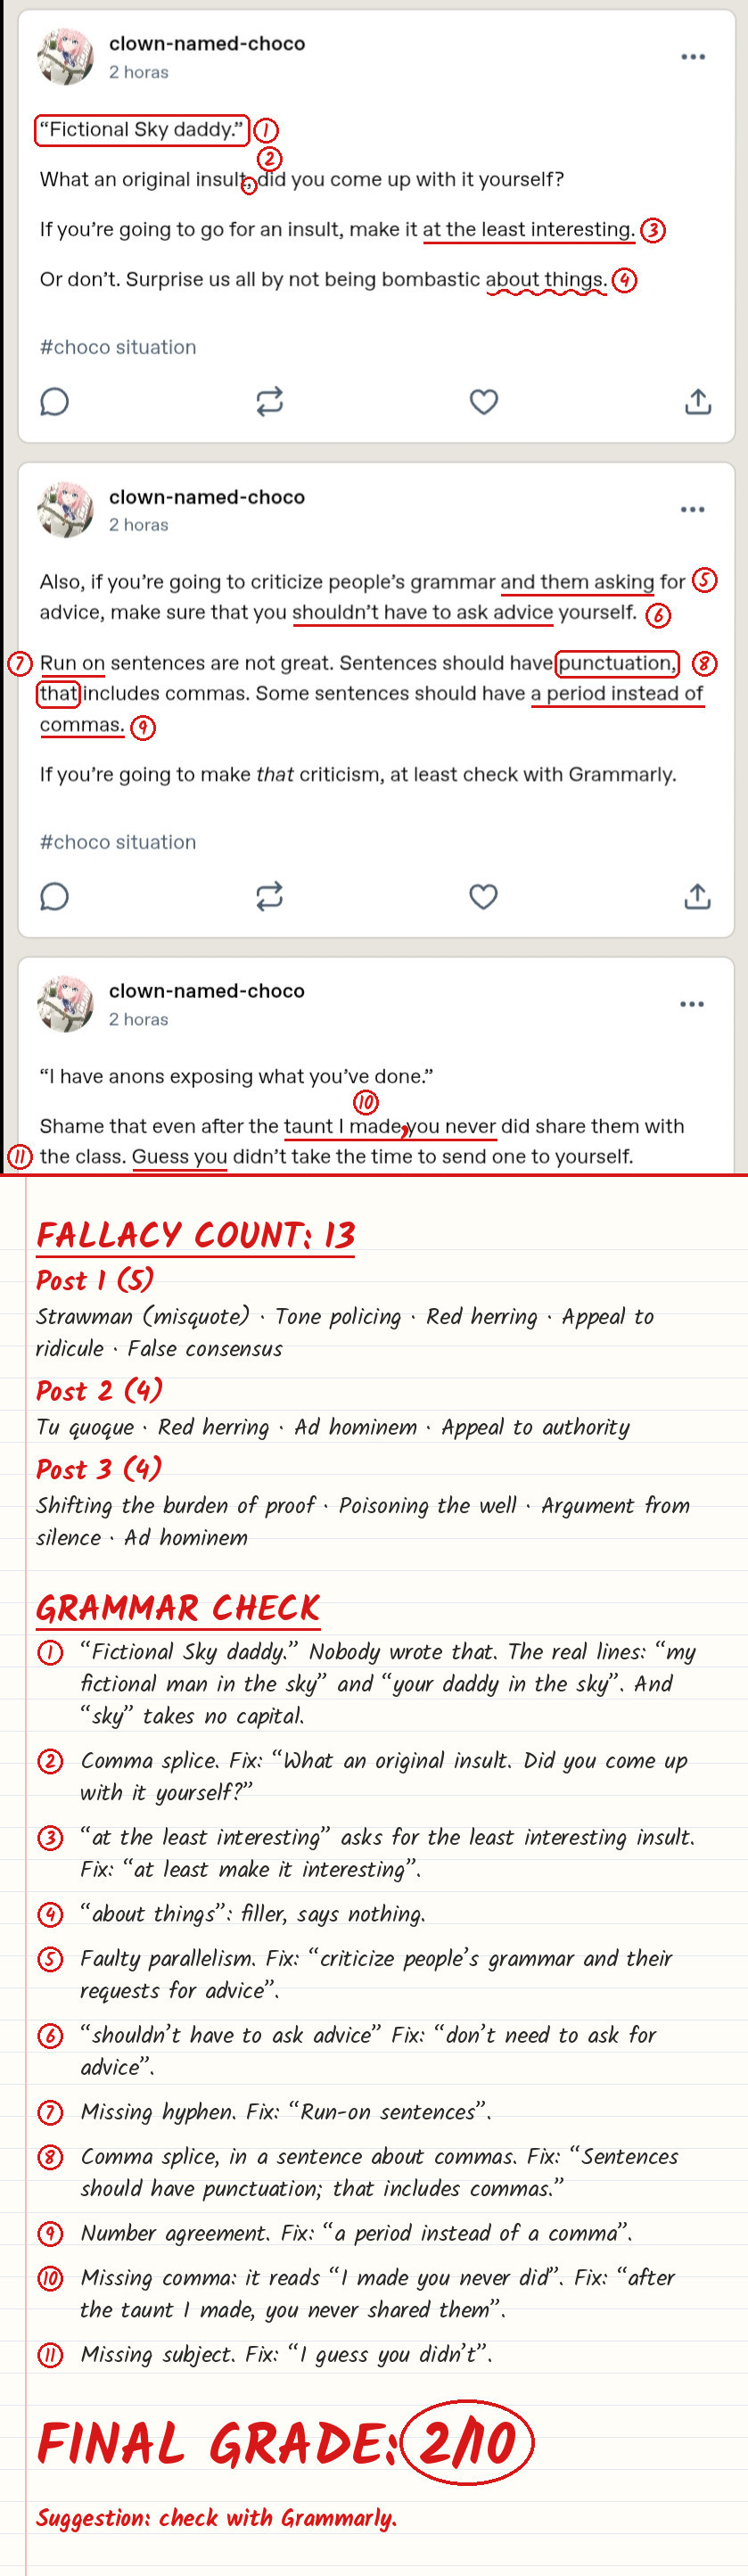 clown-named-choco
2 horas
“Fictional Sky daddy.” 1
2
What an original insult, did you come up with it yourself?
If you’re going to go for an insult, make it at the least interesting. 3
Or don’t. Surprise us all by not being bombastic about things. 4
#choco situation
clown-named-choco
2 horas
Also, if you’re going to criticize people’s grammar and them asking for 5
advice, make sure that you shouldn’t have to ask advice yourself. 6
7 Run on sentences are not great. Sentences should have punctuation, 8
that includes commas. Some sentences should have a period instead of
commas. 9
If you’re going to make that criticism, at least check with Grammarly.
#choco situation
clown-named-choco
2 horas
“I have anons exposing what you’ve done.”
10
Shame that even after the taunt I made, you never did share them with
11 the class. Guess you didn’t take the time to send one to yourself.
FALLACY COUNT: 13
Post 1 (5)
Strawman (misquote) · Tone policing · Red herring · Appeal to
ridicule · False consensus
Post 2 (4)
Tu quoque · Red herring · Ad hominem · Appeal to authority
Post 3 (4)
Shifting the burden of proof · Poisoning the well · Argument from
silence · Ad hominem
GRAMMAR CHECK
1 “Fictional Sky daddy.” Nobody wrote that. The real lines: “my
fictional man in the sky” and “your daddy in the sky”. And
“sky” takes no capital.
2 Comma splice. Fix: “What an original insult. Did you come up
with it yourself?”
3 “at the least interesting” asks for the least interesting insult.
Fix: “at least make it interesting”.
4 “about things”: filler, says nothing.
5 Faulty parallelism. Fix: “criticize people’s grammar and their
requests for advice”.
6 “shouldn’t have to ask advice” Fix: “don’t need to ask for
advice”.
7 Missing hyphen. Fix: “Run-on sentences”.
8 Comma splice, in a sentence about commas. Fix: “Sentences
should have punctuation; that includes commas.”
9 Number agreement. Fix: “a period instead of a comma”.
10 Missing comma: it reads “I made you never did”. Fix: “after
the taunt I made, you never shared them”.
11 Missing subject. Fix: “I guess you didn’t”.
FINAL GRADE: 2/10
Suggestion: check with Grammarly.